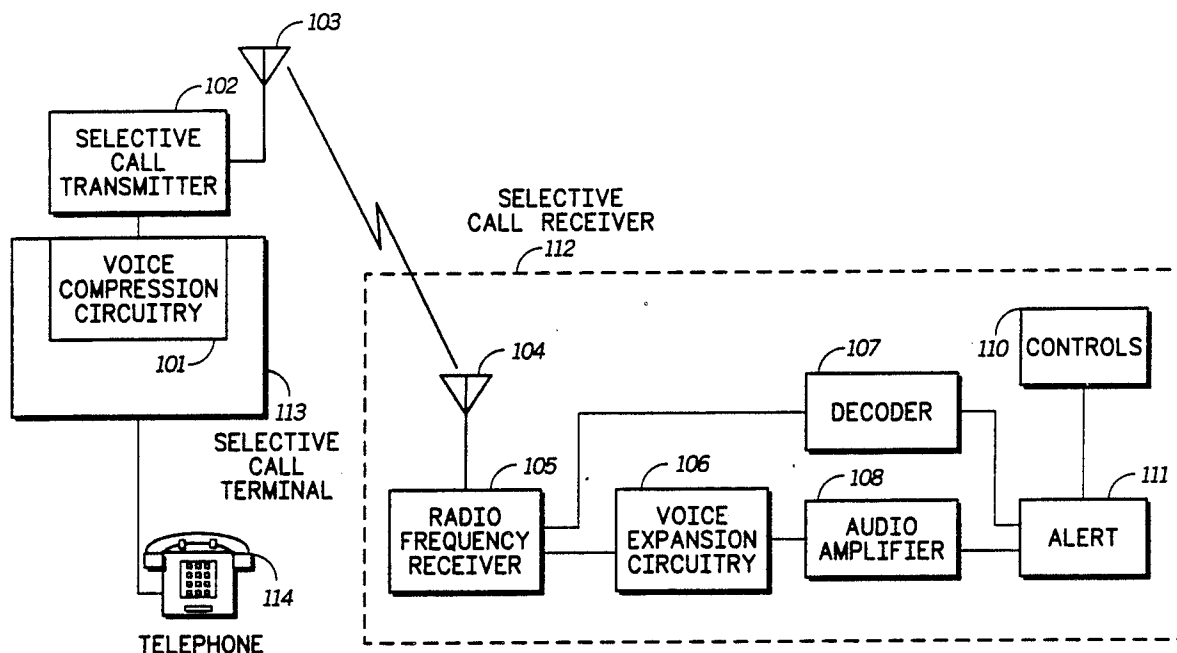 103
102
SELECTIVE
CALL
TRANSMITTER
SELECTIVE
CALL RECEIVER
112
VOICE
COMPRESSION
CIRCUITRY
101
113
SELECTIVE
CALL
TERMINAL
114
TELEPHONE
104
105
RADIO
FREQUENCY
RECEIVER
106
VOICE
EXPANSION
CIRCUITRY
107
DECODER
108
AUDIO
AMPLIFIER
110
CONTROLS
111
ALERT